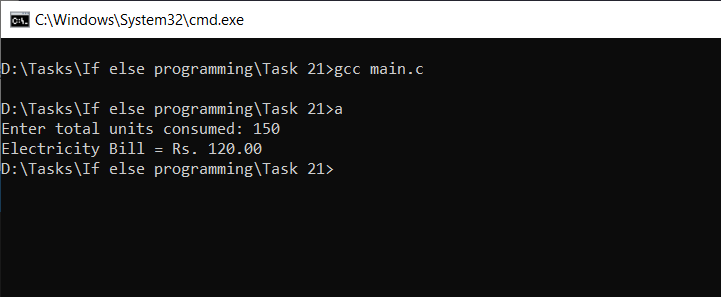 C:\Windows\System32\cmd.exe
D:\Tasks\If else programming\Task 21>gcc main.c
D:\Tasks\If else programming\Task 21>a
Enter total units consumed: 150
Electricity Bill = Rs. 120.00
D:\Tasks\If else programming\Task 21>